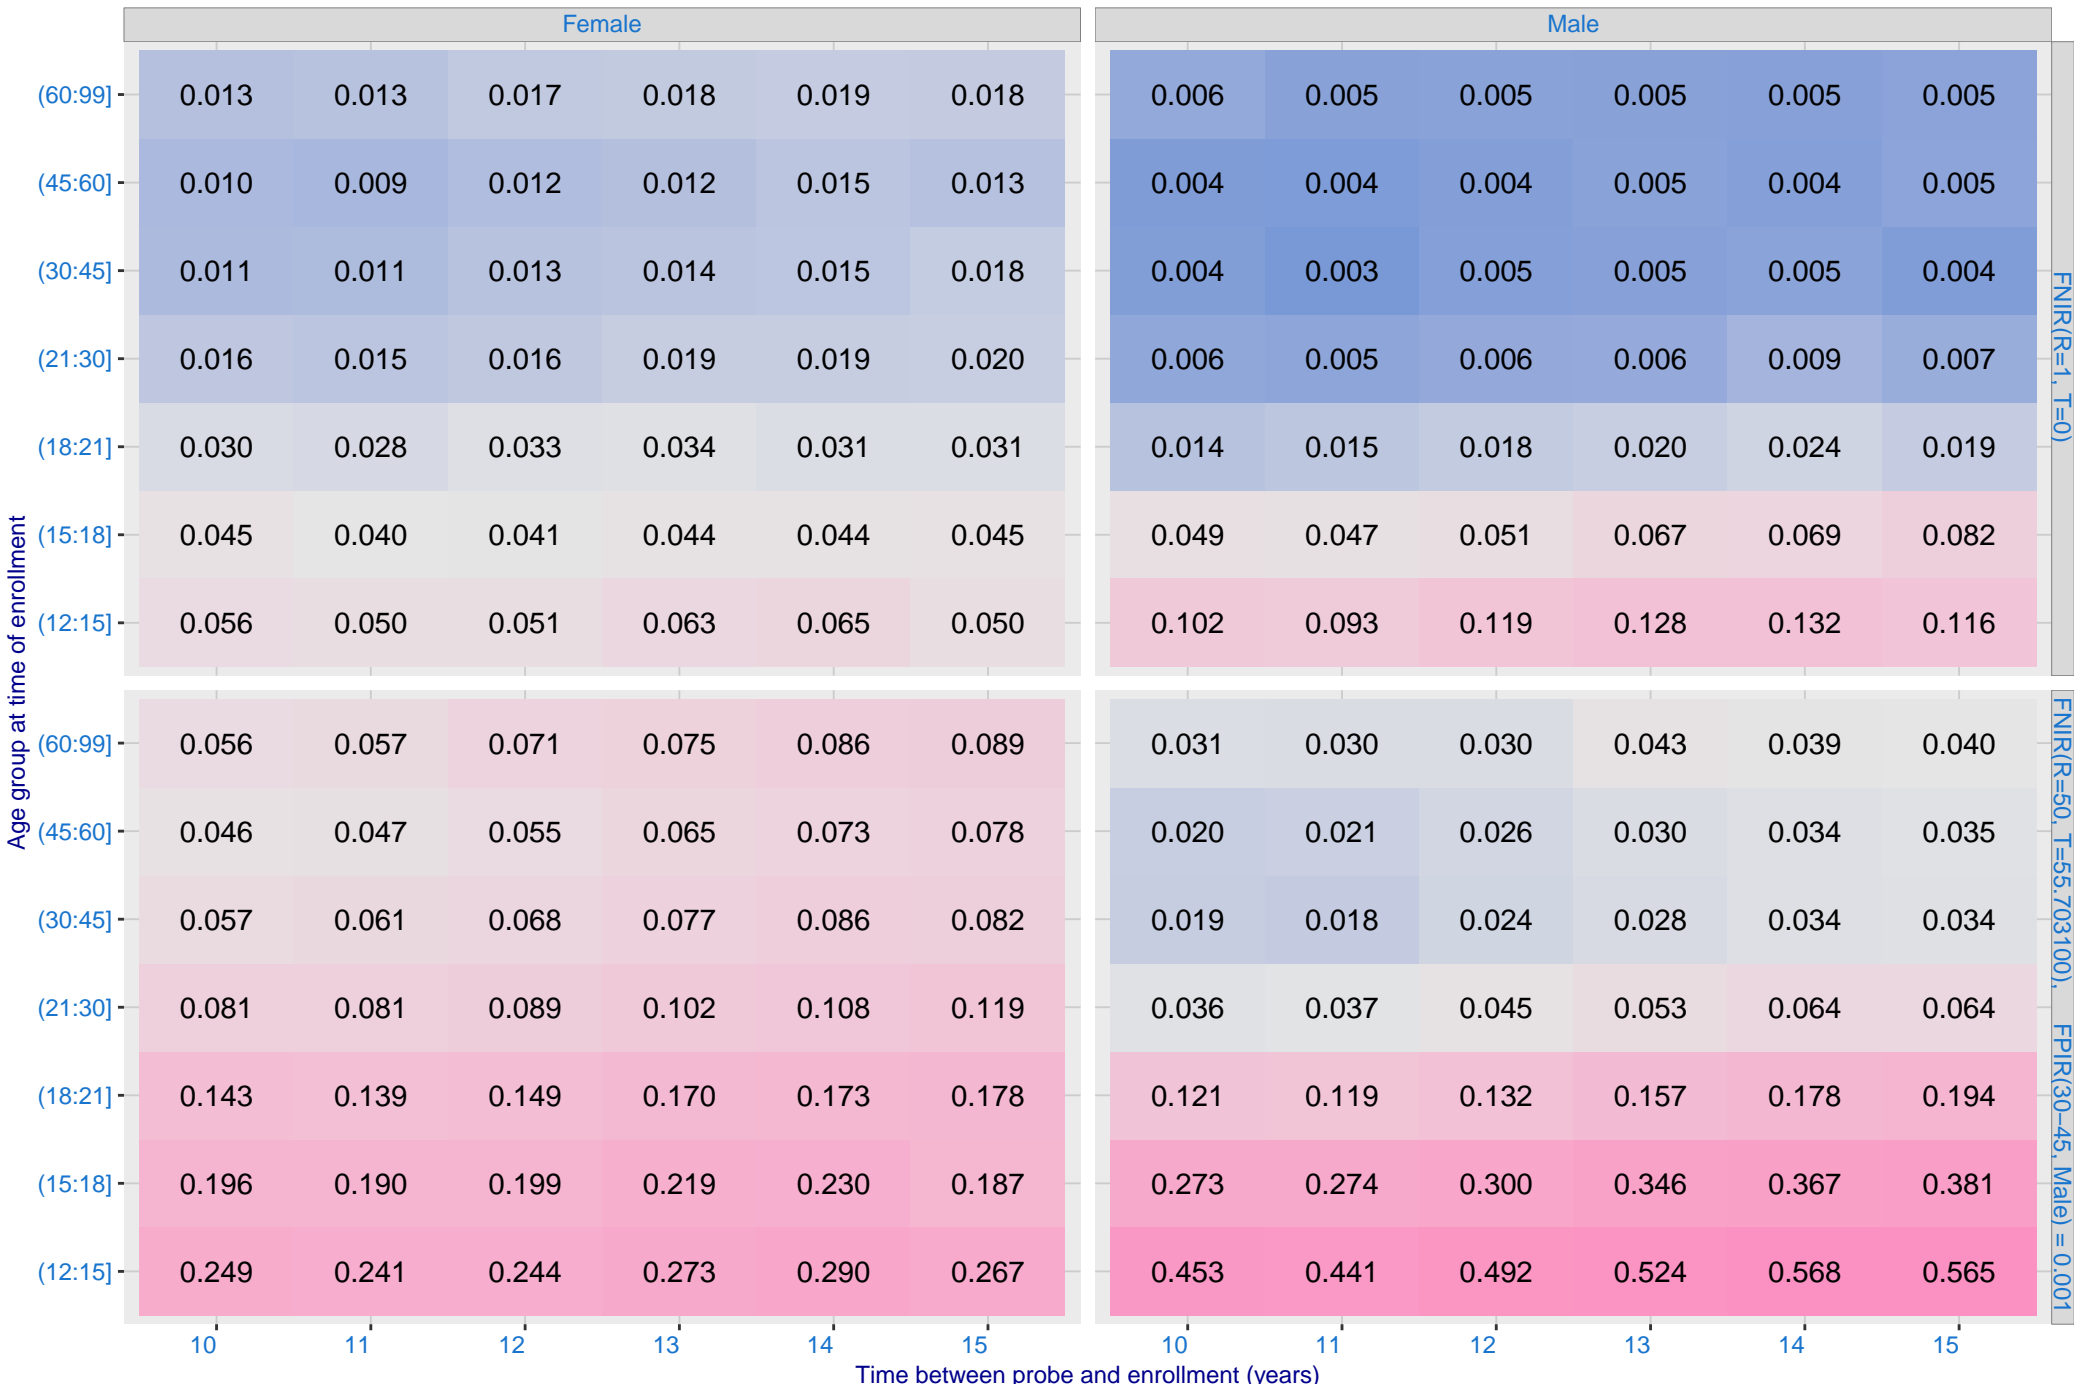 Female Male
(60:99] 0.013 0.013 0.017 0.018 0.019 0.018 0.006 0.005 0.005 0.005 0.005 0.005
(45:60] 0.010 0.009 0.012 0.012 0.015 0.013 0.004 0.004 0.004 0.005 0.004 0.005
(30:45] 0.011 0.011 0.013 0.014 0.015 0.018 0.004 0.003 0.005 0.005 0.005 0.004
(21:30] 0.016 0.015 0.016 0.019 0.019 0.020 0.006 0.005 0.006 0.006 0.009 0.007
(18:21] 0.030 0.028 0.033 0.034 0.031 0.031 0.014 0.015 0.018 0.020 0.024 0.019
(15:18] 0.045 0.040 0.041 0.044 0.044 0.045 0.049 0.047 0.051 0.067 0.069 0.082
(12:15] 0.056 0.050 0.051 0.063 0.065 0.050 0.102 0.093 0.119 0.128 0.132 0.116
FNIR(R=1, T=0)
(60:99] 0.056 0.057 0.071 0.075 0.086 0.089 0.031 0.030 0.030 0.043 0.039 0.040
(45:60] 0.046 0.047 0.055 0.065 0.073 0.078 0.020 0.021 0.026 0.030 0.034 0.035
(30:45] 0.057 0.061 0.068 0.077 0.086 0.082 0.019 0.018 0.024 0.028 0.034 0.034
(21:30] 0.081 0.081 0.089 0.102 0.108 0.119 0.036 0.037 0.045 0.053 0.064 0.064
(18:21] 0.143 0.139 0.149 0.170 0.173 0.178 0.121 0.119 0.132 0.157 0.178 0.194
(15:18] 0.196 0.190 0.199 0.219 0.230 0.187 0.273 0.274 0.300 0.346 0.367 0.381
(12:15] 0.249 0.241 0.244 0.273 0.290 0.267 0.453 0.441 0.492 0.524 0.568 0.565
FNIR(R=50, T=55.703100), FPIR(30−45, Male) = 0.001
10 11 12 13 14 15 10 11 12 13 14 15
Time between probe and enrollment (years)
Age group at time of enrollment